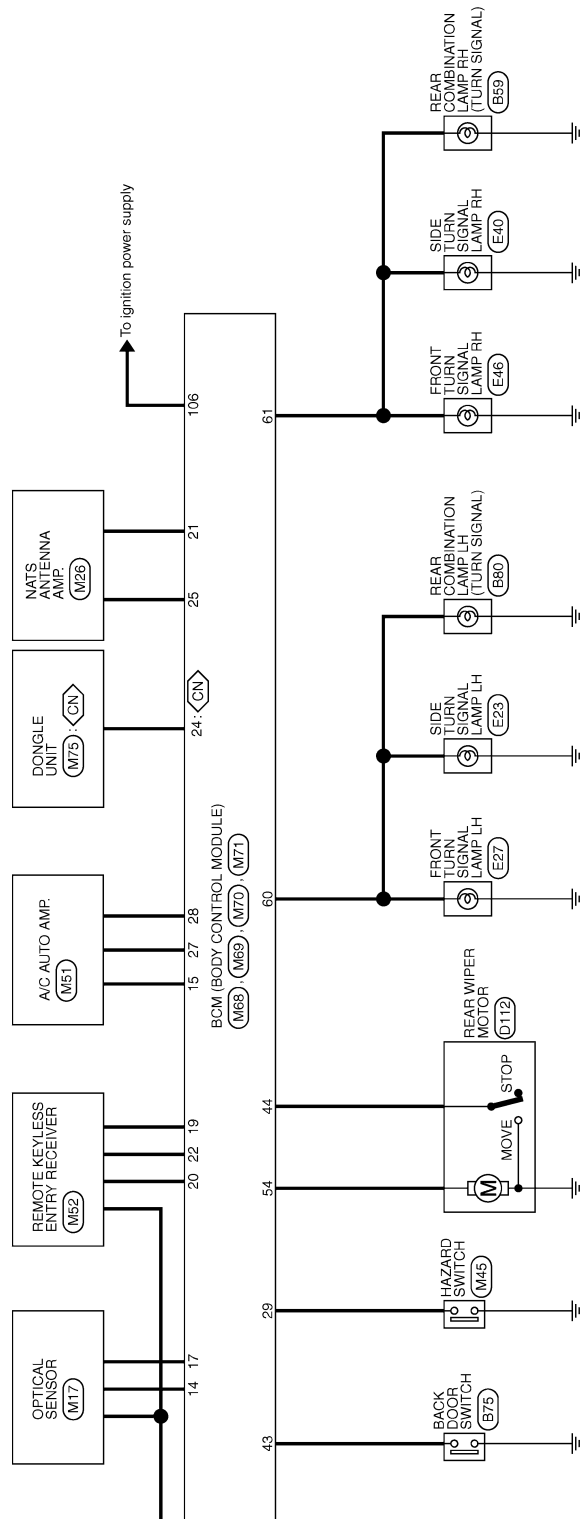 OPTICAL
SENSOR
M17
14
17
REMOTE KEYLESS
ENTRY RECEIVER
M52
20
22
19
A/C AUTO AMP.
M51
15
27
28
DONGLE
UNIT
M75 : CN
24 : CN
NATS
ANTENNA
AMP.
M26
25
21
106
To ignition power supply
BCM (BODY CONTROL MODULE)
M68 , M69 , M70 , M71
43
29
54
44
60
61
BACK
DOOR
SWITCH
B75
HAZARD
SWITCH
M45
REAR WIPER
MOTOR
D112
M
MOVE
STOP
FRONT
TURN
SIGNAL
LAMP LH
E27
SIDE
TURN
SIGNAL
LAMP LH
E23
REAR
COMBINATION
LAMP LH
(TURN SIGNAL)
B80
FRONT
TURN
SIGNAL
LAMP RH
E46
SIDE
TURN
SIGNAL
LAMP RH
E40
REAR
COMBINATION
LAMP RH
(TURN SIGNAL)
B59